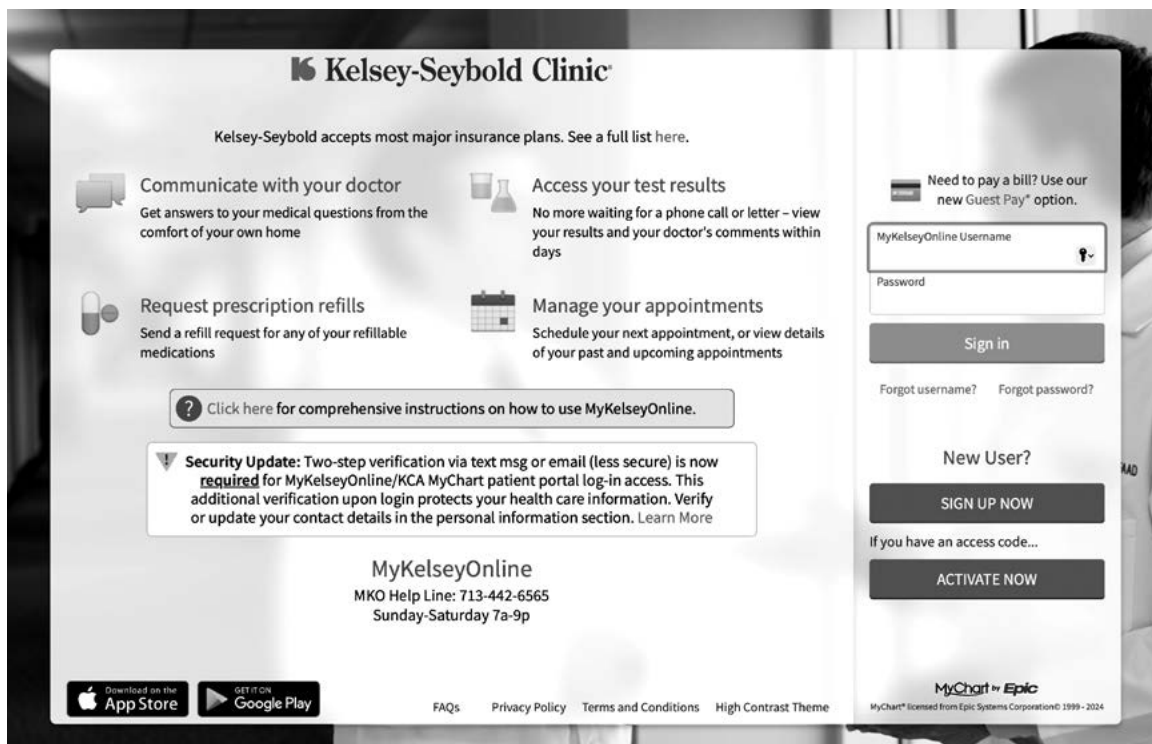 Kelsey-Seybold Clinic®
Kelsey-Seybold accepts most major insurance plans. See a full list here.
Communicate with your doctor
Get answers to your medical questions from the
comfort of your own home
Access your test results
No more waiting for a phone call or letter – view
your results and your doctor's comments within
days
Request prescription refills
Send a refill request for any of your refillable
medications
Manage your appointments
Schedule your next appointment, or view details
of your past and upcoming appointments
? Click here for comprehensive instructions on how to use MyKelseyOnline.
! Security Update: Two-step verification via text msg or email (less secure) is now
required for MyKelseyOnline/KCA MyChart patient portal log-in access. This
additional verification upon login protects your health care information. Verify
or update your contact details in the personal information section. Learn More
MyKelseyOnline
MKO Help Line: 713-442-6565
Sunday-Saturday 7a-9p
Download on the
App Store
GET IT ON
Google Play
FAQs Privacy Policy Terms and Conditions High Contrast Theme
Need to pay a bill? Use our
new Guest Pay* option.
MyKelseyOnline Username
Password
Sign in
Forgot username? Forgot password?
New User?
SIGN UP NOW
If you have an access code...
ACTIVATE NOW
MyChart by Epic
MyChart® licensed from Epic Systems Corporation© 1999 - 2024